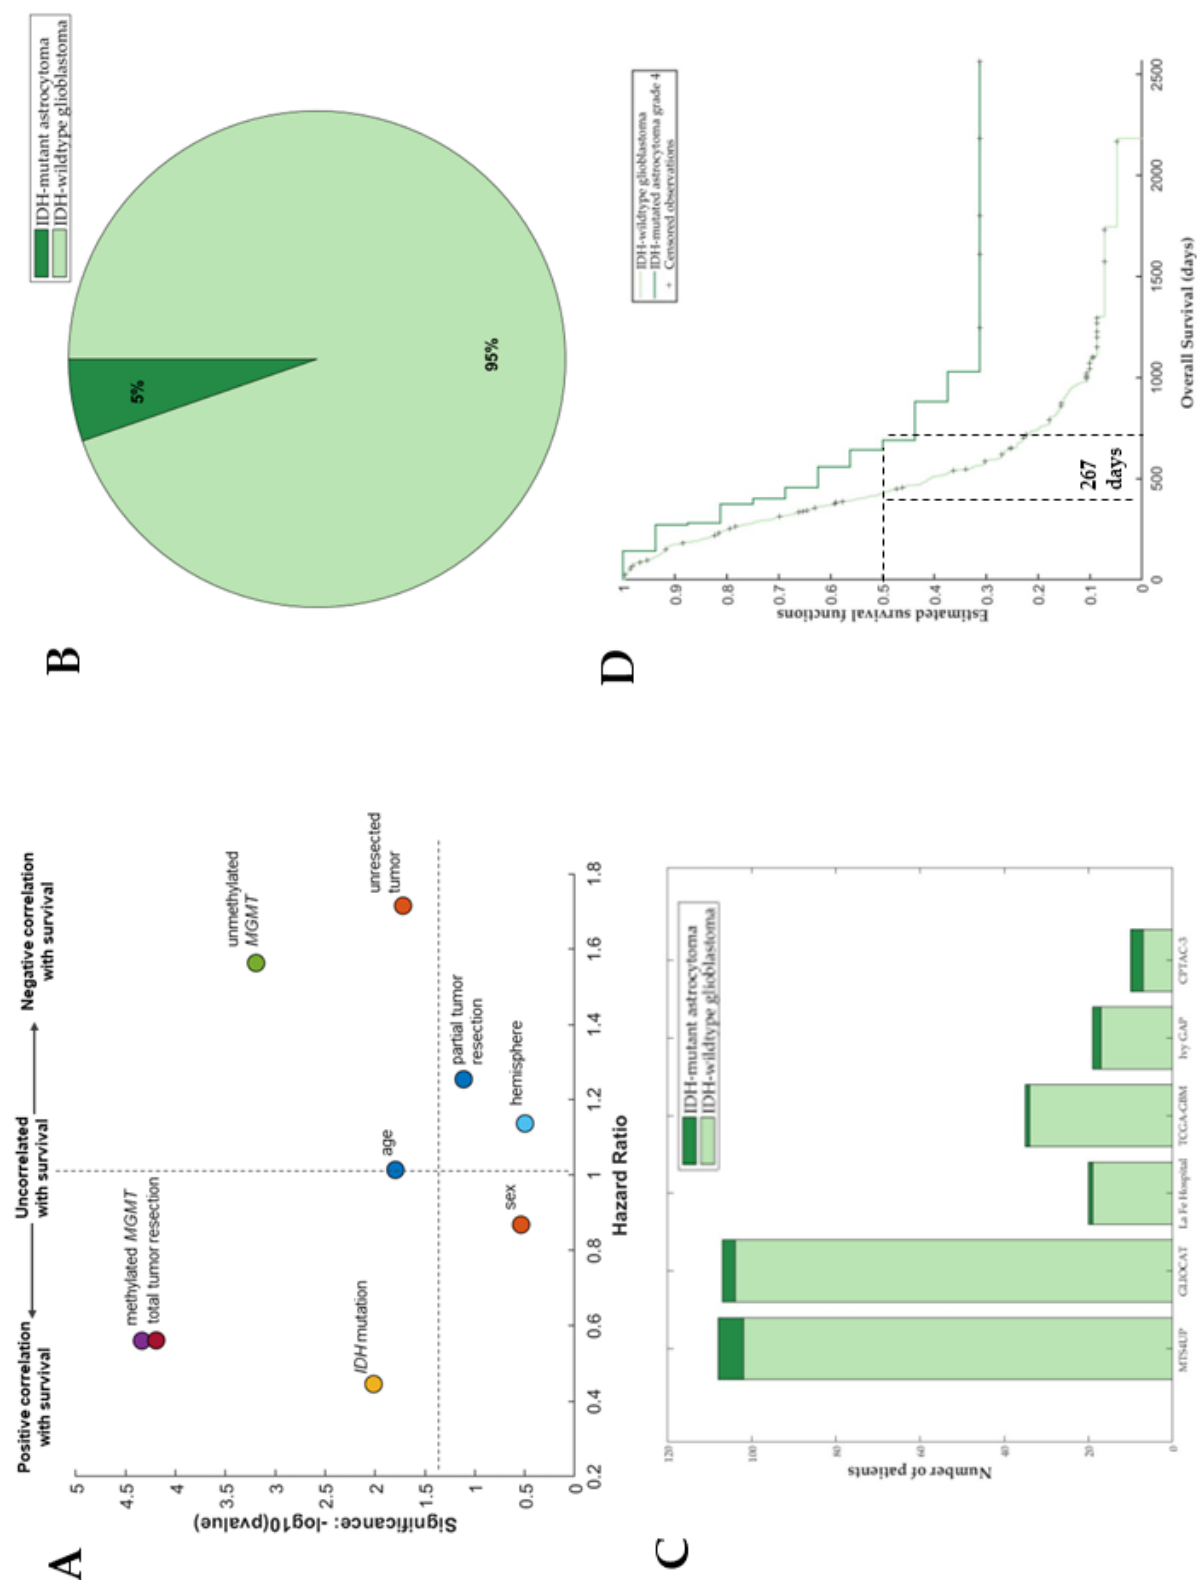 A
Positive correlation
with survival
Uncorrelated
with survival
Negative correlation
with survival
Significance: -log10(pvalue)
5
4.5
4
3.5
3
2.5
2
1.5
1
0.5
0
methylated MGMT
total tumor resection
IDH mutation
sex
age
hemisphere
partial tumor
resection
unmethylated
MGMT
unresected
tumor
0.2
0.4
0.6
0.8
1
1.2
1.4
1.6
1.8
Hazard Ratio
B
IDH-mutant astrocytoma
IDH-wildtype glioblastoma
5%
95%
C
Number of patients
120
100
80
60
40
20
0
IDH-mutant astrocytoma
IDH-wildtype glioblastoma
MTS4UP
GLIOCAT
La Fe Hospital
TCGA-GBM
Ivy GAP
CPTAC-3
D
Estimated survival functions
1
0.9
0.8
0.7
0.6
0.5
0.4
0.3
0.2
0.1
0
IDH-wildtype glioblastoma
IDH-mutated astrocytoma grade 4
Censored observations
267
days
0
500
1000
1500
2000
2500
Overall Survival (days)